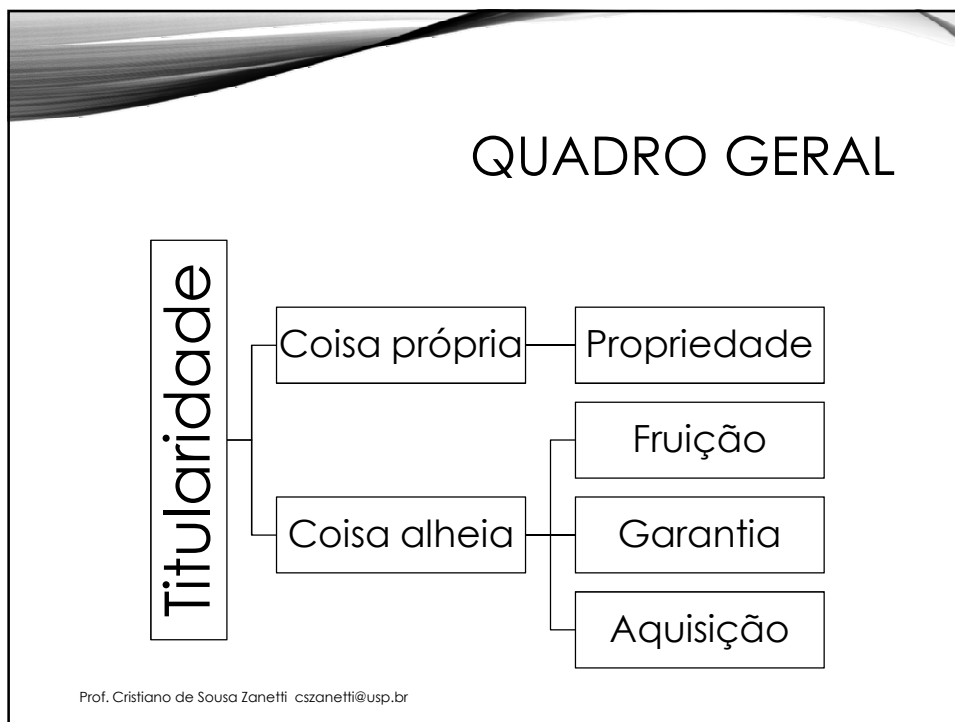 QUADRO GERAL
Titularidade
Coisa própria
Propriedade
Coisa alheia
Fruição
Garantia
Aquisição
Prof. Cristiano de Sousa Zanetti cszanetti@usp.br